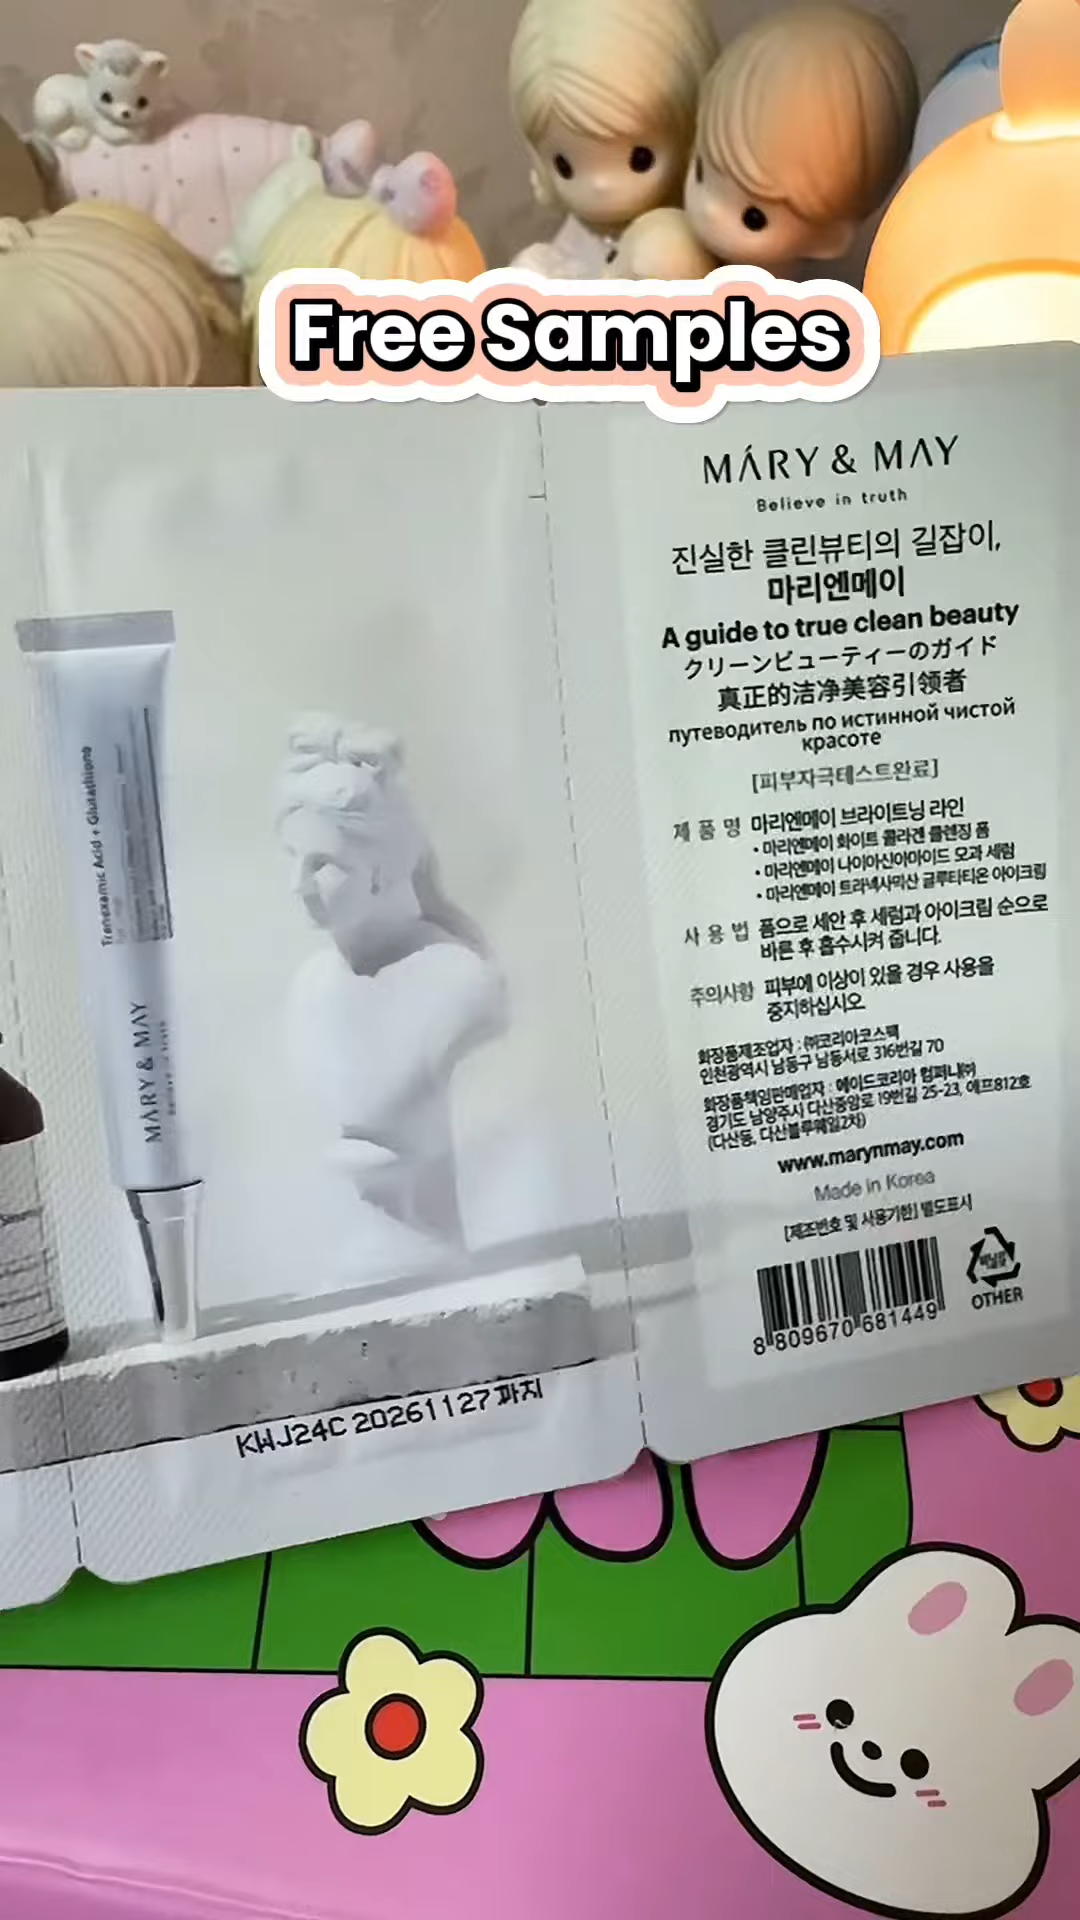 Free Samples
MÁRY & MAY
Believe in truth
진실한 클린뷰티의 길잡이,
마리엔메이
A guide to true clean beauty
クリーンビューティーのガイド
真正的洁净美容引领者
путеводитель по истинной чистой
красоте
[피부자극테스트완료]
제 품 명 마리엔메이 브라이트닝 라인
• 마리엔메이 화이트 콜라겐 클렌징 폼
• 마리엔메이 나이아신아마이드 모과 세럼
• 마리엔메이 트라넥사믹산 글루타티온 아이크림
사 용 법 폼으로 세안 후 세럼과 아이크림 순으로
바른 후 흡수시켜 줍니다.
주의사항 피부에 이상이 있을 경우 사용을
중지하십시오
화장품제조업자 : ㈜코리아코스팩
인천광역시 남동구 남동서로 316번길 70
화장품책임판매업자 : 에이드코리아 컴퍼니㈜
경기도 남양주시 다산중앙로 19번길 25-23, 에프812호
(다산동, 다산블루웨일2차)
www.marynmay.com
Made in Korea
[제조번호 및 사용기한] 별도표시
8 809670 681449
OTHER
Tranexamic Acid + Glutathione
MÁRY & MAY
KWJ24C 20261127까지